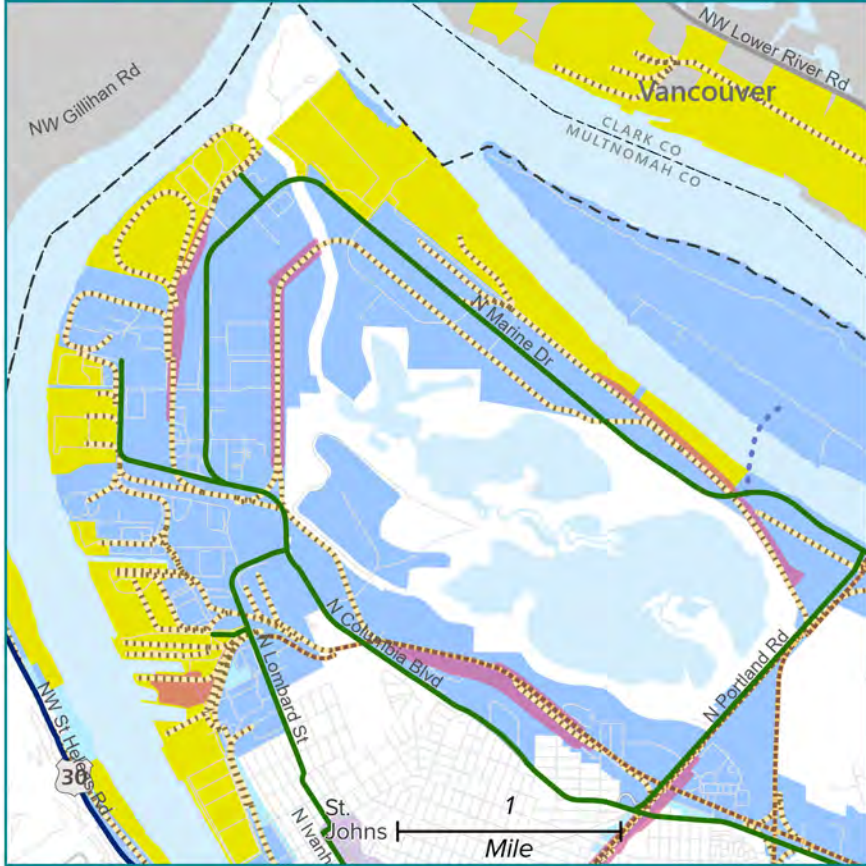 NW Lower River Rd
NW Gillihan Rd
Vancouver
CLARK CO
MULTNOMAH CO
N Marine Dr
N Columbia Blvd
N Lombard St
N Portland Rd
NW St Helens Rd
30
N Ivanh
St.
Johns
1
Mile